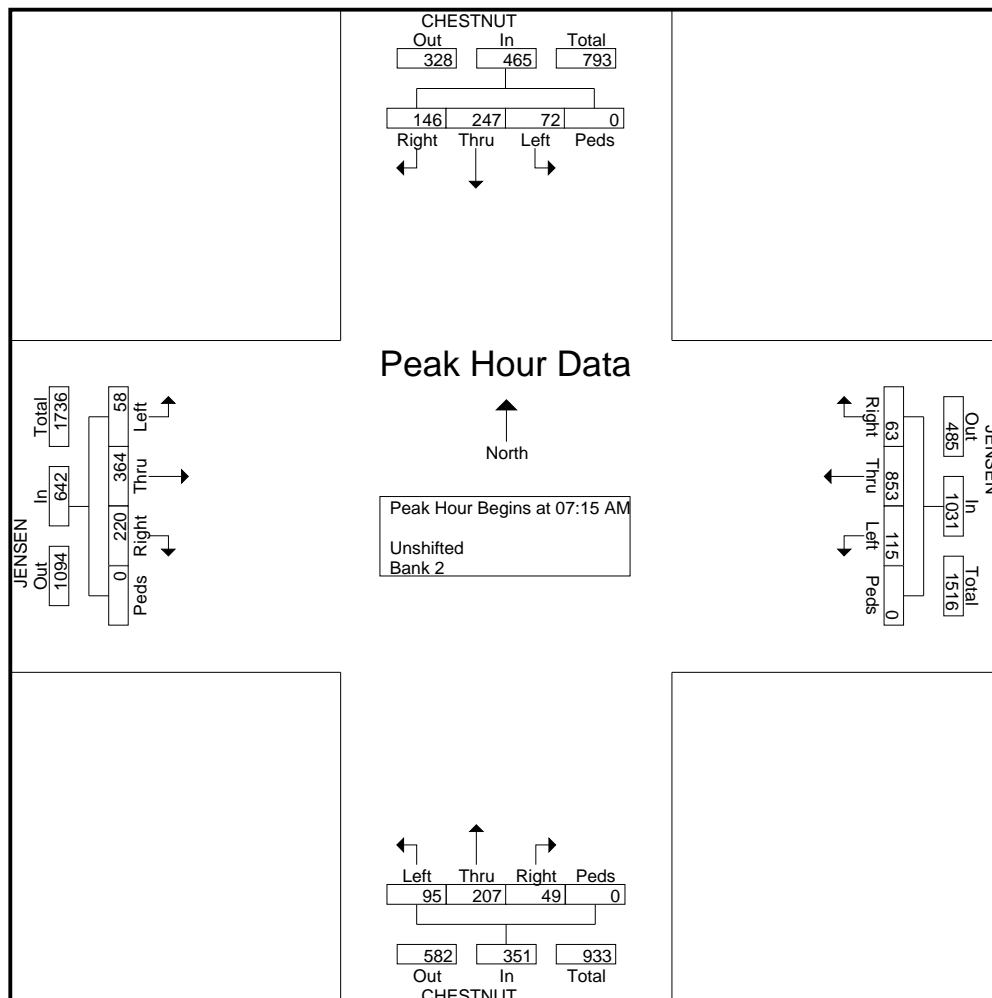 CHESTNUT
Out In Total
328 465 793
146 247 72 0
Right Thru Left Peds
Peak Hour Data
North
Peak Hour Begins at 07:15 AM
Unshifted
Bank 2
JENSEN
Out In Total
1094 642 1736
58 364 220 0
Left Thru Right Peds
JENSEN
Out In Total
485 1031 1516
63 853 115 0
Right Thru Left Peds
Left Thru Right Peds
95 207 49 0
582 351 933
Out In Total
CHESTNUT